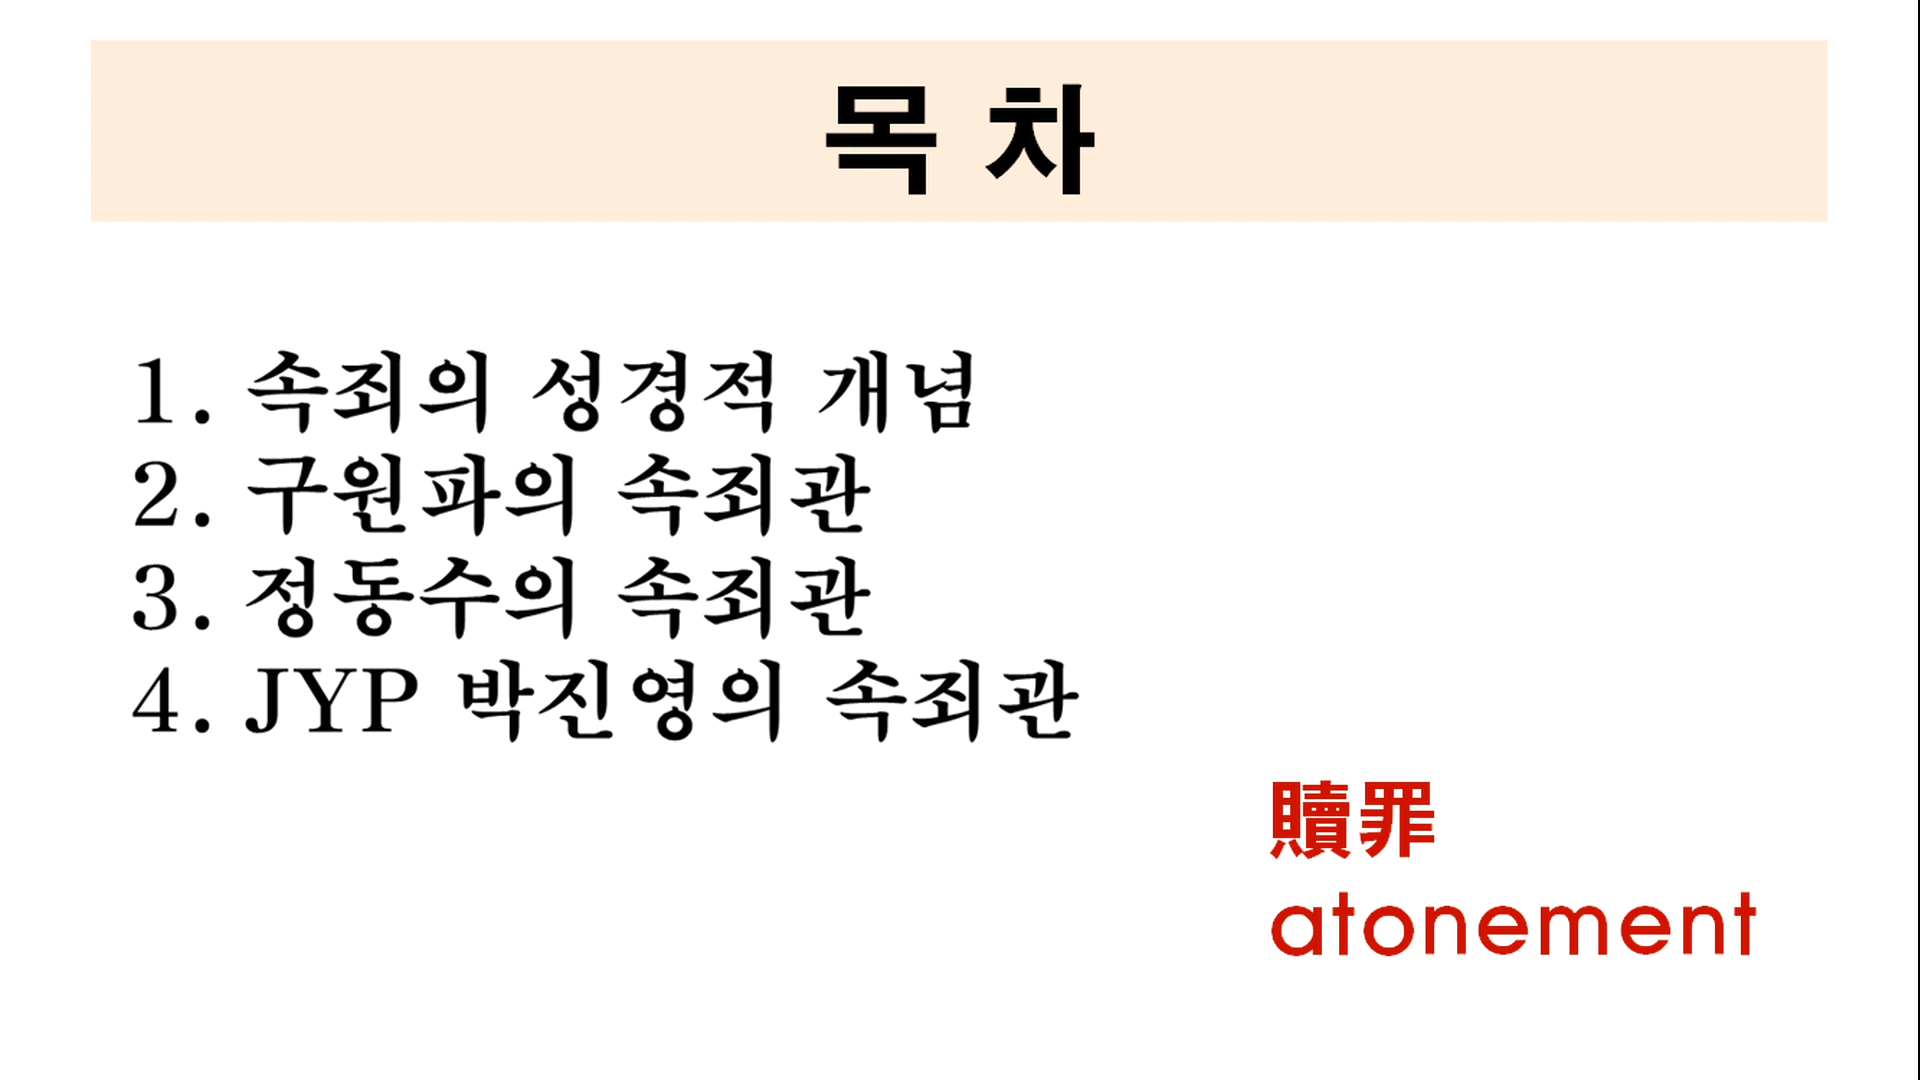 목 차
1. 속죄의 성경적 개념
2. 구원파의 속죄관
3. 정동수의 속죄관
4. JYP 박진영의 속죄관
贖罪
atonement